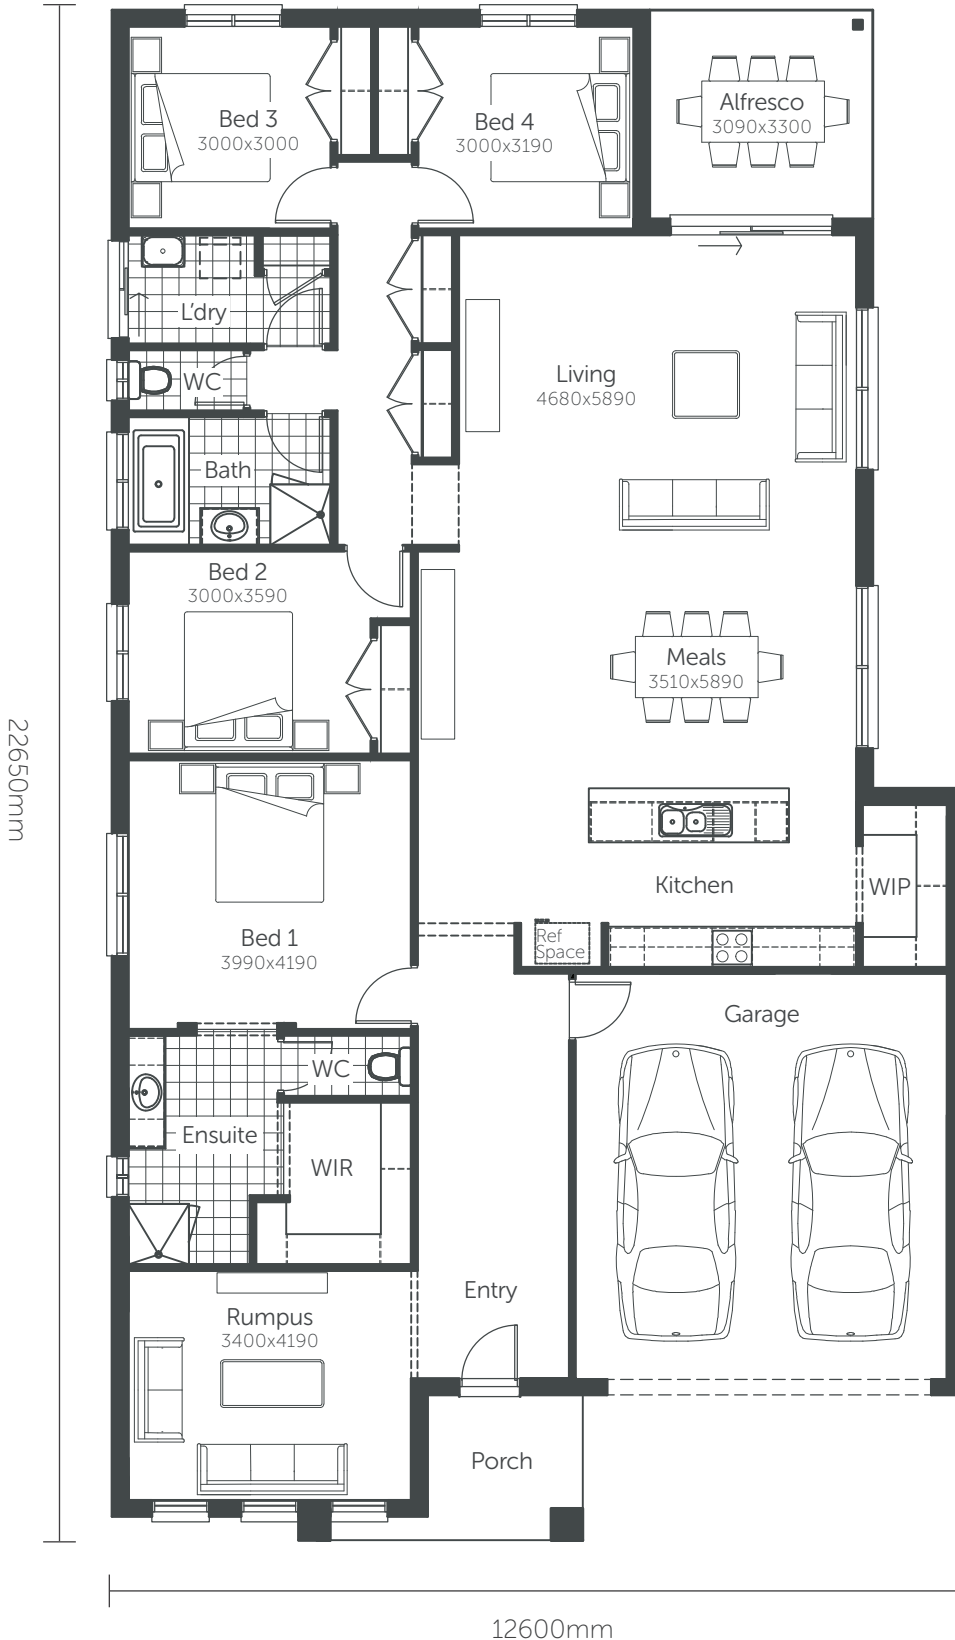 Bed 3
3000x3000
Bed 4
3000x3190
Alfresco
3090x3300
L'dry
WC
Living
4680x5890
Bath
Bed 2
3000x3590
Meals
3510x5890
22650mm
Kitchen
WIP
Bed 1
3990x4190
Ref
Space
Garage
WC
Ensuite
WIR
Entry
Rumpus
3400x4190
Porch
12600mm